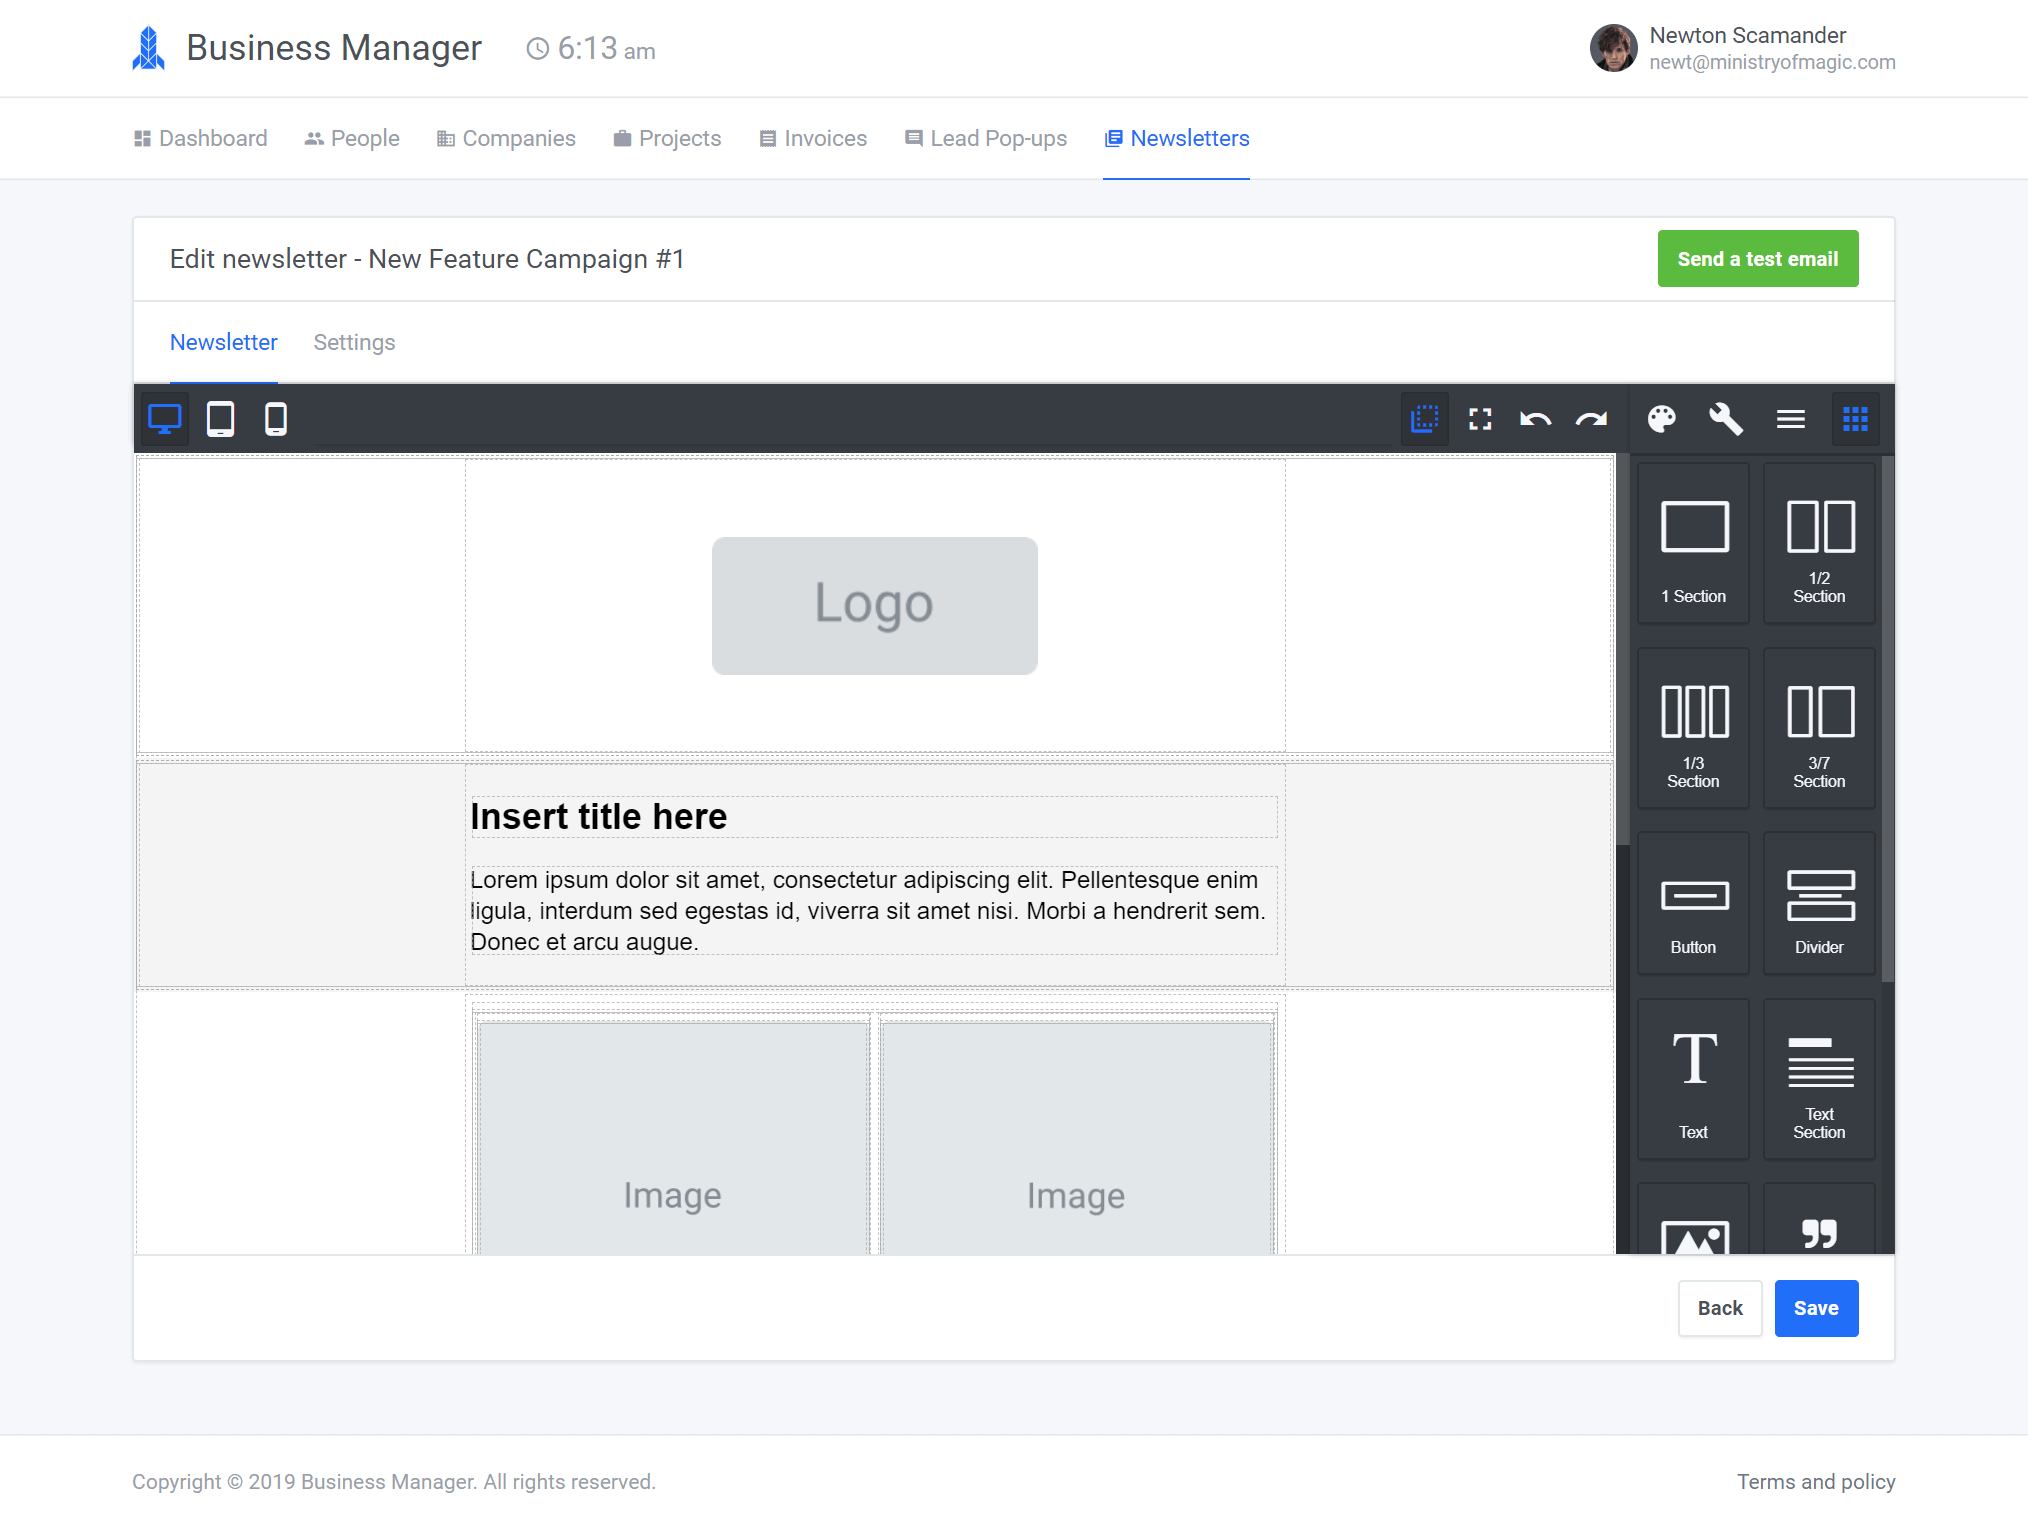 Business Manager
6:13 am
Newton Scamander
newt@ministryofmagic.com
Dashboard
People
Companies
Projects
Invoices
Lead Pop-ups
Newsletters
Edit newsletter - New Feature Campaign #1
Send a test email
Newsletter
Settings
Logo
1 Section
1/2
Section
Insert title here
1/3
Section
3/7
Section
Lorem ipsum dolor sit amet, consectetur adipiscing elit. Pellentesque enim
ligula, interdum sed egestas id, viverra sit amet nisi. Morbi a hendrerit sem.
Donec et arcu augue.
Button
Divider
Image
Image
T
Text
Text
Section
Back
Save
Copyright © 2019 Business Manager. All rights reserved.
Terms and policy